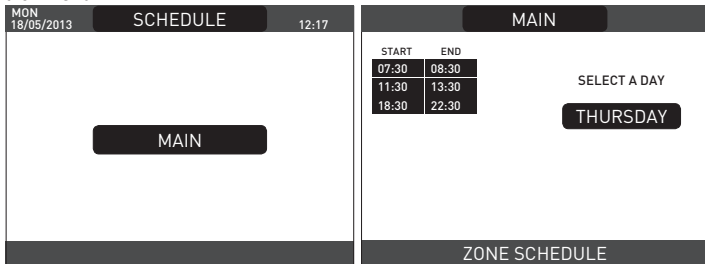 MON
18/05/2013 SCHEDULE 12:17
MAIN
MAIN
START END
07:30 08:30
11:30 13:30
18:30 22:30
SELECT A DAY
THURSDAY
ZONE SCHEDULE